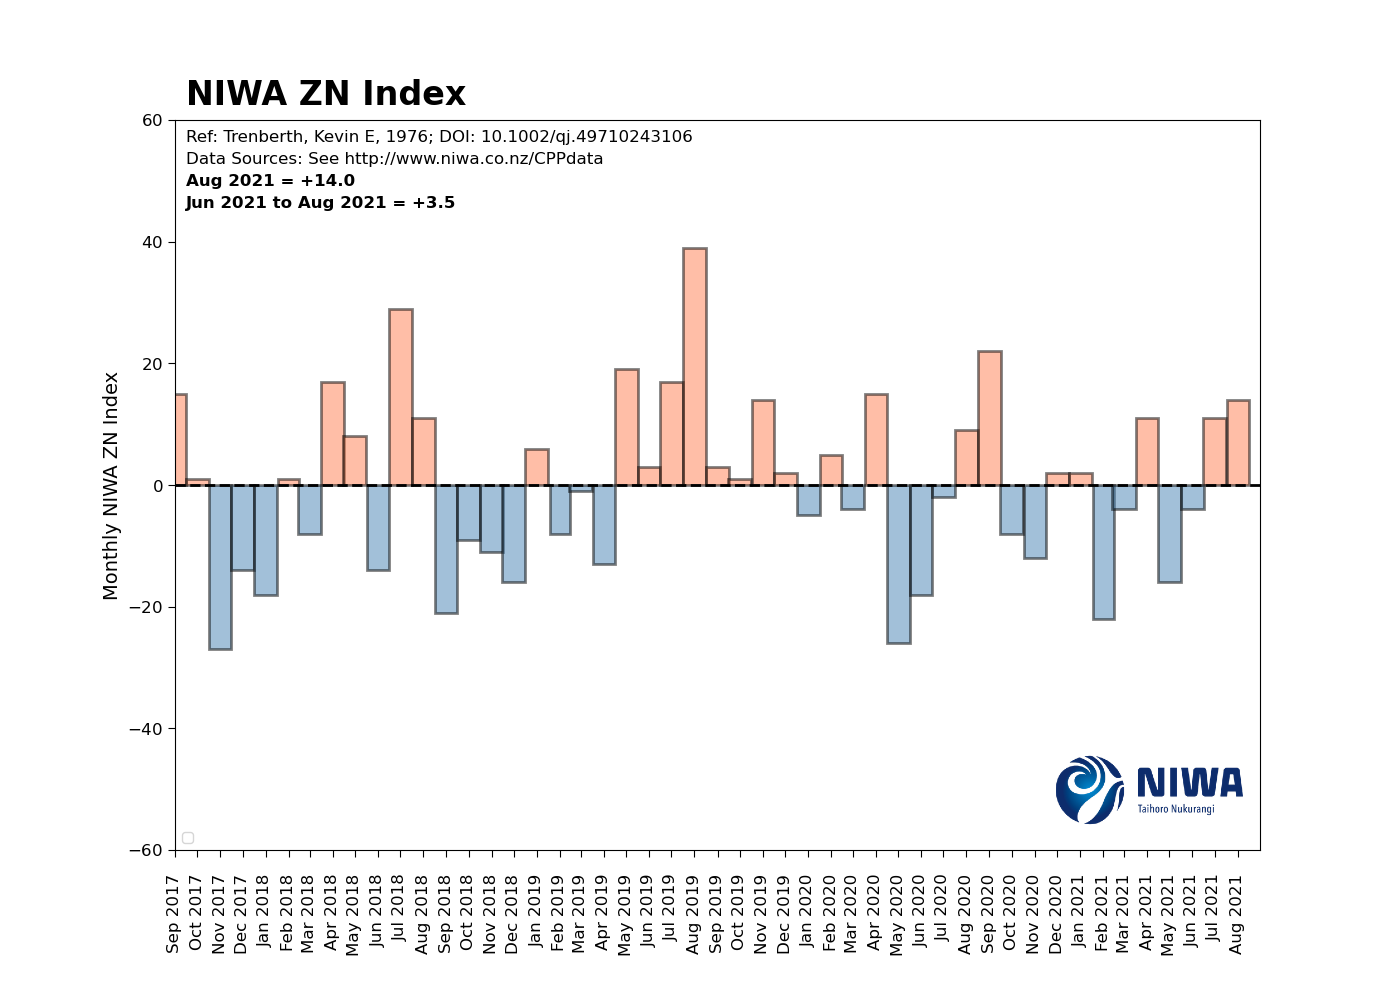 NIWA ZN Index
Ref: Trenberth, Kevin E, 1976; DOI: 10.1002/qj.49710243106
Data Sources: See http://www.niwa.co.nz/CPPdata
Aug 2021 = +14.0
Jun 2021 to Aug 2021 = +3.5
Monthly NIWA ZN Index
60
40
20
0
−20
−40
−60
NIWA
Taihoro Nukurangi
Sep 2017
Oct 2017
Nov 2017
Dec 2017
Jan 2018
Feb 2018
Mar 2018
Apr 2018
May 2018
Jun 2018
Jul 2018
Aug 2018
Sep 2018
Oct 2018
Nov 2018
Dec 2018
Jan 2019
Feb 2019
Mar 2019
Apr 2019
May 2019
Jun 2019
Jul 2019
Aug 2019
Sep 2019
Oct 2019
Nov 2019
Dec 2019
Jan 2020
Feb 2020
Mar 2020
Apr 2020
May 2020
Jun 2020
Jul 2020
Aug 2020
Sep 2020
Oct 2020
Nov 2020
Dec 2020
Jan 2021
Feb 2021
Mar 2021
Apr 2021
May 2021
Jun 2021
Jul 2021
Aug 2021